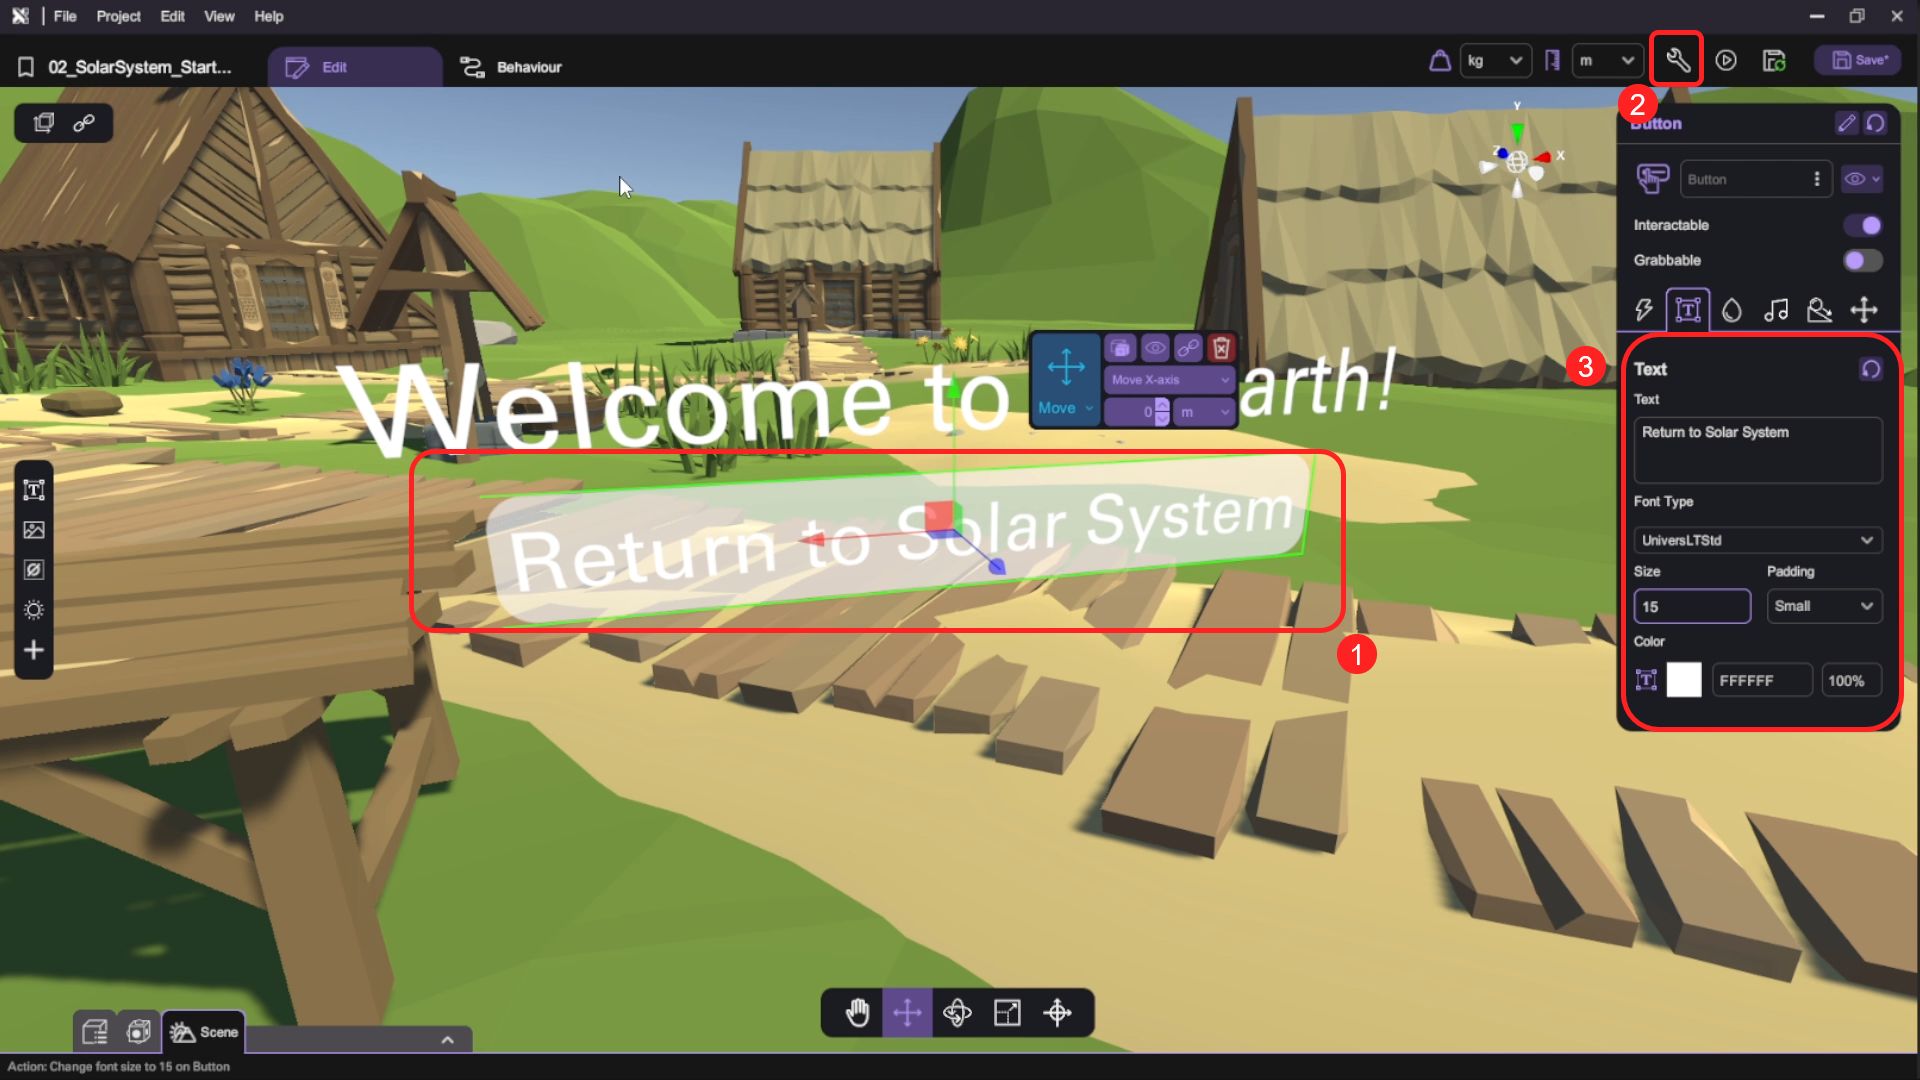 File Project Edit View Help
02_SolarSystem_Start... Edit Behaviour kg m Save*
2
Button
Button
Interactable
Grabbable
Y
Z X
Welcome to arth!
Move X-axis
Move 0 m
Return to Solar System
1
3
Text
Text
Return to Solar System
Font Type
UniversLTStd
Size Padding
15 Small
Color
FFFFFF 100%
Scene
Action: Change font size to 15 on Button